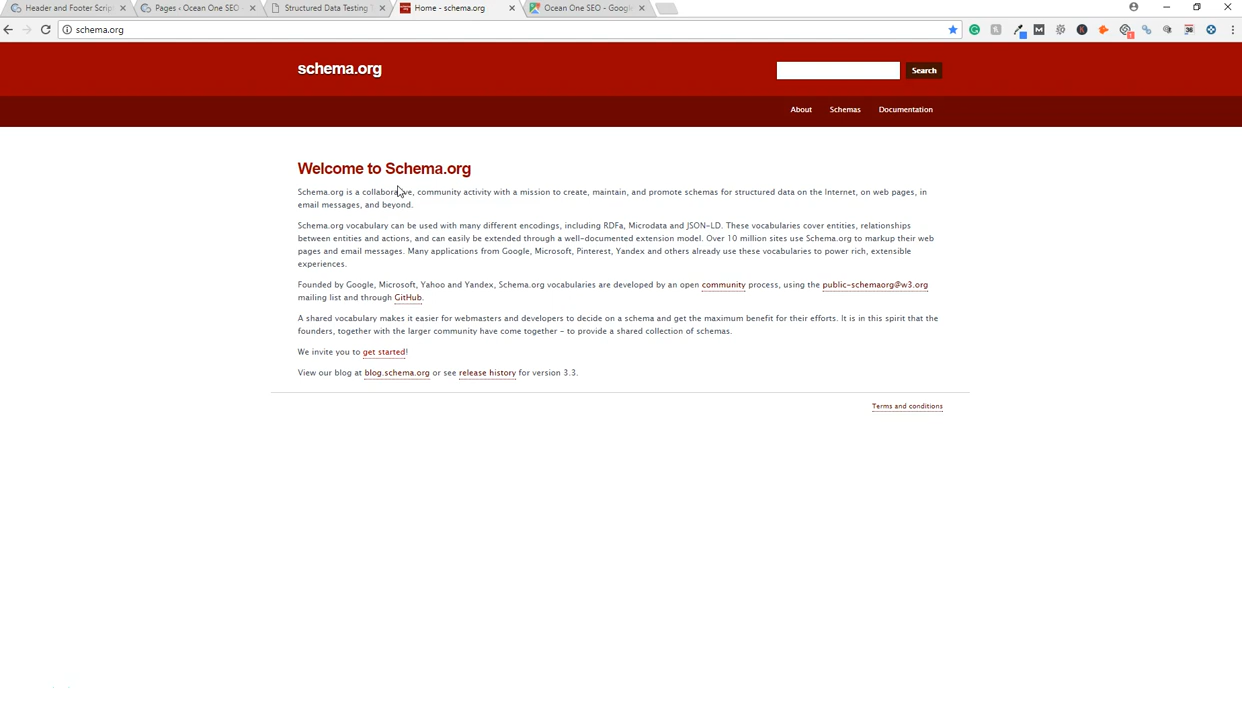 Header and Footer Scrip
Pages ‹ Ocean One SEO -
Structured Data Testing T
Home - schema.org
Ocean One SEO - Google
schema.org
schema.org
Search
About Schemas Documentation
Welcome to Schema.org
Schema.org is a collaborative, community activity with a mission to create, maintain, and promote schemas for structured data on the Internet, on web pages, in
email messages, and beyond.
Schema.org vocabulary can be used with many different encodings, including RDFa, Microdata and JSON-LD. These vocabularies cover entities, relationships
between entities and actions, and can easily be extended through a well-documented extension model. Over 10 million sites use Schema.org to markup their web
pages and email messages. Many applications from Google, Microsoft, Pinterest, Yandex and others already use these vocabularies to power rich, extensible
experiences.
Founded by Google, Microsoft, Yahoo and Yandex, Schema.org vocabularies are developed by an open community process, using the public-schemaorg@w3.org
mailing list and through GitHub.
A shared vocabulary makes it easier for webmasters and developers to decide on a schema and get the maximum benefit for their efforts. It is in this spirit that the
founders, together with the larger community have come together - to provide a shared collection of schemas.
We invite you to get started!
View our blog at blog.schema.org or see release history for version 3.3.
Terms and conditions